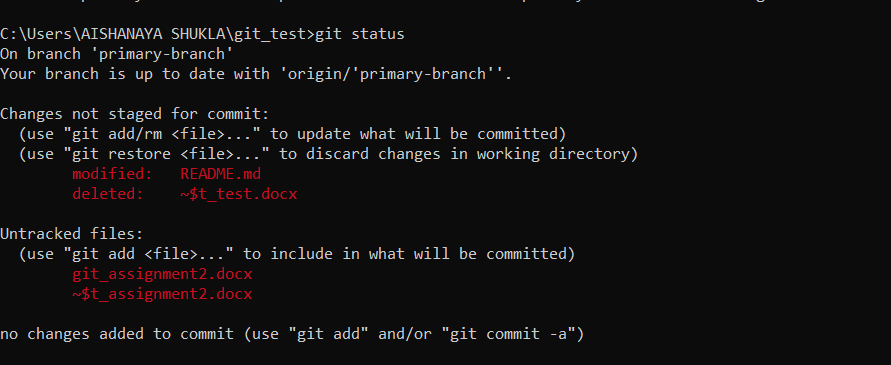 C:\Users\AISHANAYA SHUKLA\git_test>git status
On branch 'primary-branch'
Your branch is up to date with 'origin/'primary-branch''.
Changes not staged for commit:
(use "git add/rm <file>..." to update what will be committed)
(use "git restore <file>..." to discard changes in working directory)
modified: README.md
deleted: ~$t_test.docx
Untracked files:
(use "git add <file>..." to include in what will be committed)
git_assignment2.docx
~$t_assignment2.docx
no changes added to commit (use "git add" and/or "git commit -a")